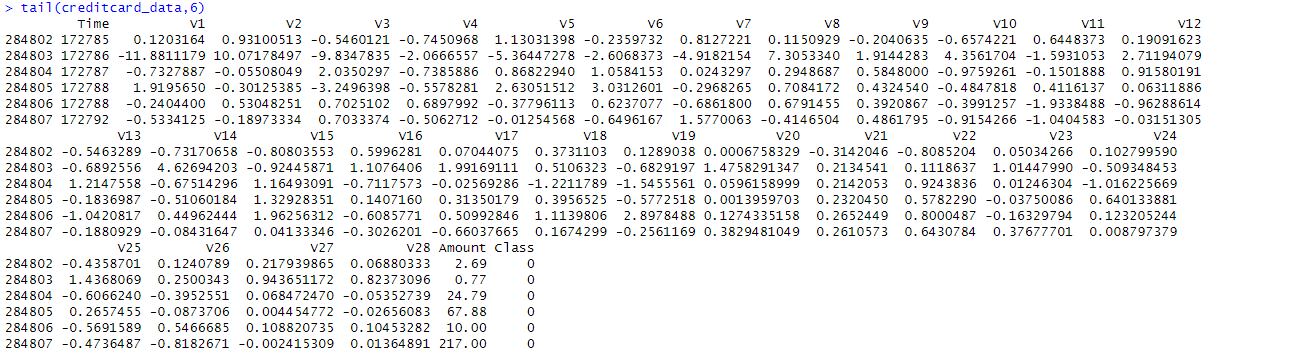 > tail(creditcard_data,6)
Time V1 V2 V3 V4 V5 V6 V7 V8 V9 V10 V11 V12
284802 172785 0.1203164 0.93100513 -0.5460121 -0.7450968 1.13031398 -0.2359732 0.8127221 0.1150929 -0.2040635 -0.6574221 0.6448373 0.19091623
284803 172786 -11.8811179 10.07178497 -9.8347835 -2.0666557 -5.36447278 -2.6068373 -4.9182154 7.3053340 1.9144283 4.3561704 -1.5931053 2.71194079
284804 172787 -0.7327887 -0.05508049 2.0350297 -0.7385886 0.86822940 1.0584153 0.0243297 0.2948687 0.5848000 -0.9759261 -0.1501888 0.91580191
284805 172788 1.9195650 -0.30125385 -3.2496398 -0.5578281 2.63051512 3.0312601 -0.2968265 0.7084172 0.4324540 -0.4847818 0.4116137 0.06311886
284806 172788 -0.2404400 0.53048251 0.7025102 0.6897992 -0.37796113 0.6237077 -0.6861800 0.6791455 0.3920867 -0.3991257 -1.9338488 -0.96288614
284807 172792 -0.5334125 -0.18973334 0.7033374 -0.5062712 -0.01254568 -0.6496167 1.5770063 -0.4146504 0.4861795 -0.9154266 -1.0404583 -0.03151305
V13 V14 V15 V16 V17 V18 V19 V20 V21 V22 V23 V24
284802 -0.5463289 -0.73170658 -0.80803553 0.5996281 0.07044075 0.3731103 0.1289038 0.0006758329 -0.3142046 -0.8085204 0.05034266 0.102799590
284803 -0.6892556 4.62694203 -0.92445871 1.1076406 1.99169111 0.5106323 -0.6829197 1.4758291347 0.2134541 0.1118637 1.01447990 -0.509348453
284804 1.2147558 -0.67514296 1.16493091 -0.7117573 -0.02569286 -1.2211789 -1.5455561 0.0596158999 0.2142053 0.9243836 0.01246304 -1.016225669
284805 -0.1836987 -0.51060184 1.32928351 0.1407160 0.31350179 0.3956525 -0.5772518 0.0013959703 0.2320450 0.5782290 -0.03750086 0.640133881
284806 -1.0420817 0.44962444 1.96256312 -0.6085771 0.50992846 1.1139806 2.8978488 0.1274335158 0.2652449 0.8000487 -0.16329794 0.123205244
284807 -0.1880929 -0.08431647 0.04133346 -0.3026201 -0.66037665 0.1674299 -0.2561169 0.3829481049 0.2610573 0.6430784 0.37677701 0.008797379
V25 V26 V27 V28 Amount Class
284802 -0.4358701 0.1240789 0.217939865 0.06880333 2.69 0
284803 1.4368069 0.2500343 0.943651172 0.82373096 0.77 0
284804 -0.6066240 -0.3952551 0.068472470 -0.05352739 24.79 0
284805 0.2657455 -0.0873706 0.004454772 -0.02656083 67.88 0
284806 -0.5691589 0.5466685 0.108820735 0.10453282 10.00 0
284807 -0.4736487 -0.8182671 -0.002415309 0.01364891 217.00 0